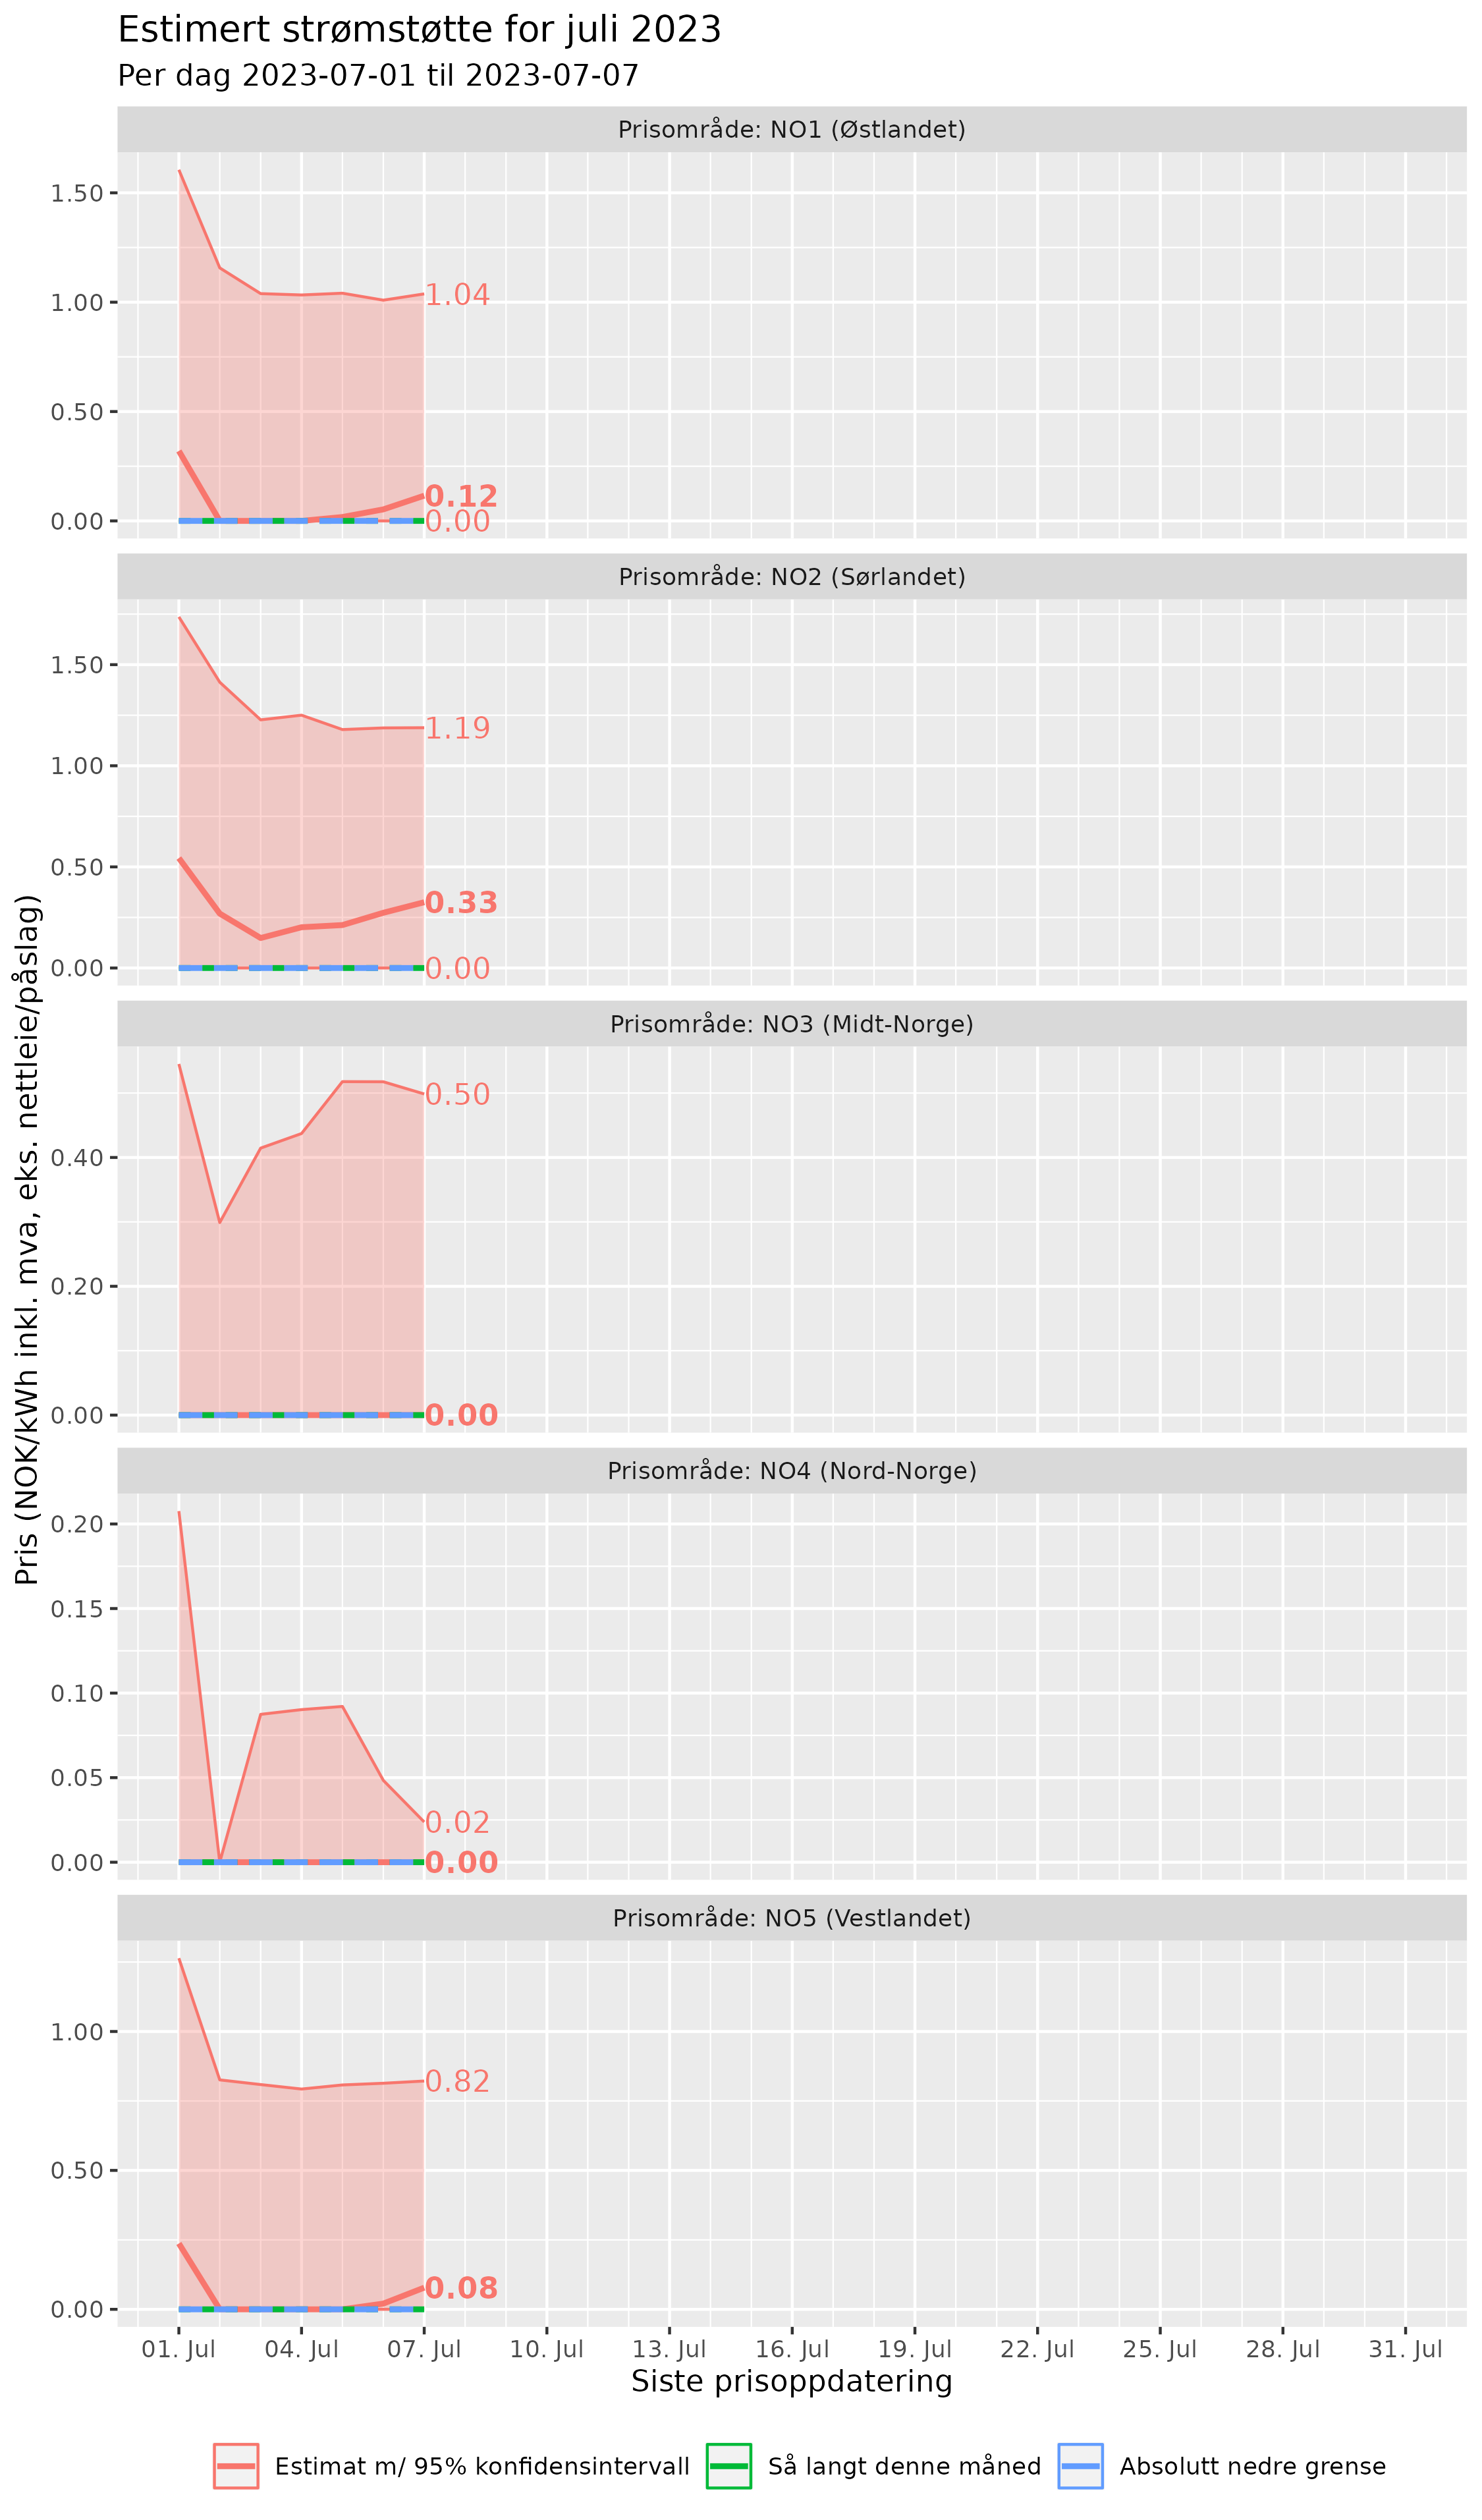 Estimert strømstøtte for juli 2023
Per dag 2023-07-01 til 2023-07-07
Pris (NOK/kWh inkl. mva, eks. nettleie/påslag)
Prisområde: NO1 (Østlandet)
1.50
1.00
0.50
0.00
1.04
0.12
0.00
Prisområde: NO2 (Sørlandet)
1.50
1.00
0.50
0.00
1.19
0.33
0.00
Prisområde: NO3 (Midt-Norge)
0.40
0.20
0.00
0.50
0.00
Prisområde: NO4 (Nord-Norge)
0.20
0.15
0.10
0.05
0.00
0.02
0.00
Prisområde: NO5 (Vestlandet)
1.00
0.50
0.00
0.82
0.08
01. Jul 04. Jul 07. Jul 10. Jul 13. Jul 16. Jul 19. Jul 22. Jul 25. Jul 28. Jul 31. Jul
Siste prisoppdatering
Estimat m/ 95% konfidensintervall Så langt denne måned Absolutt nedre grense